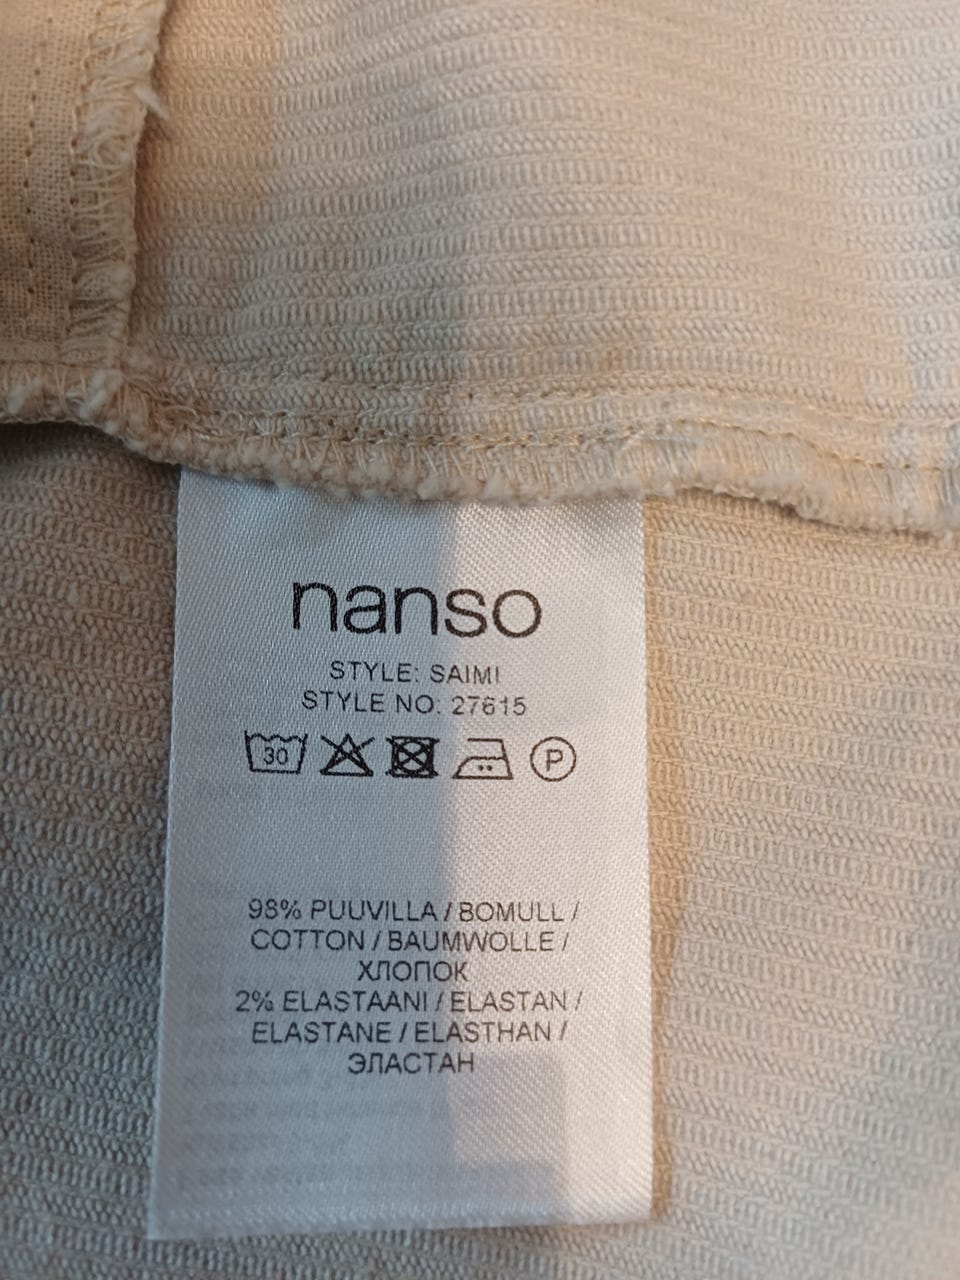 nanso
STYLE: SAIMI
STYLE NO: 27615
30 P
98% PUUVILLA / BOMULL /
COTTON / BAUMWOLLE /
ХЛОПОК
2% ELASTAANI / ELASTAN /
ELASTANE / ELASTHAN /
ЭЛАСТАН